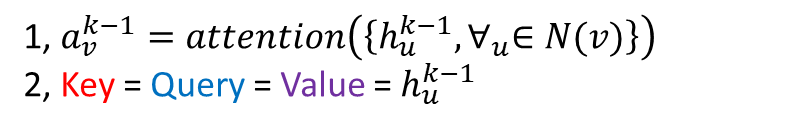 1, a_v^{k-1} = attention({h_u^{k-1}, ∀_u ∈ N(v)})
2, Key = Query = Value = h_u^{k-1}